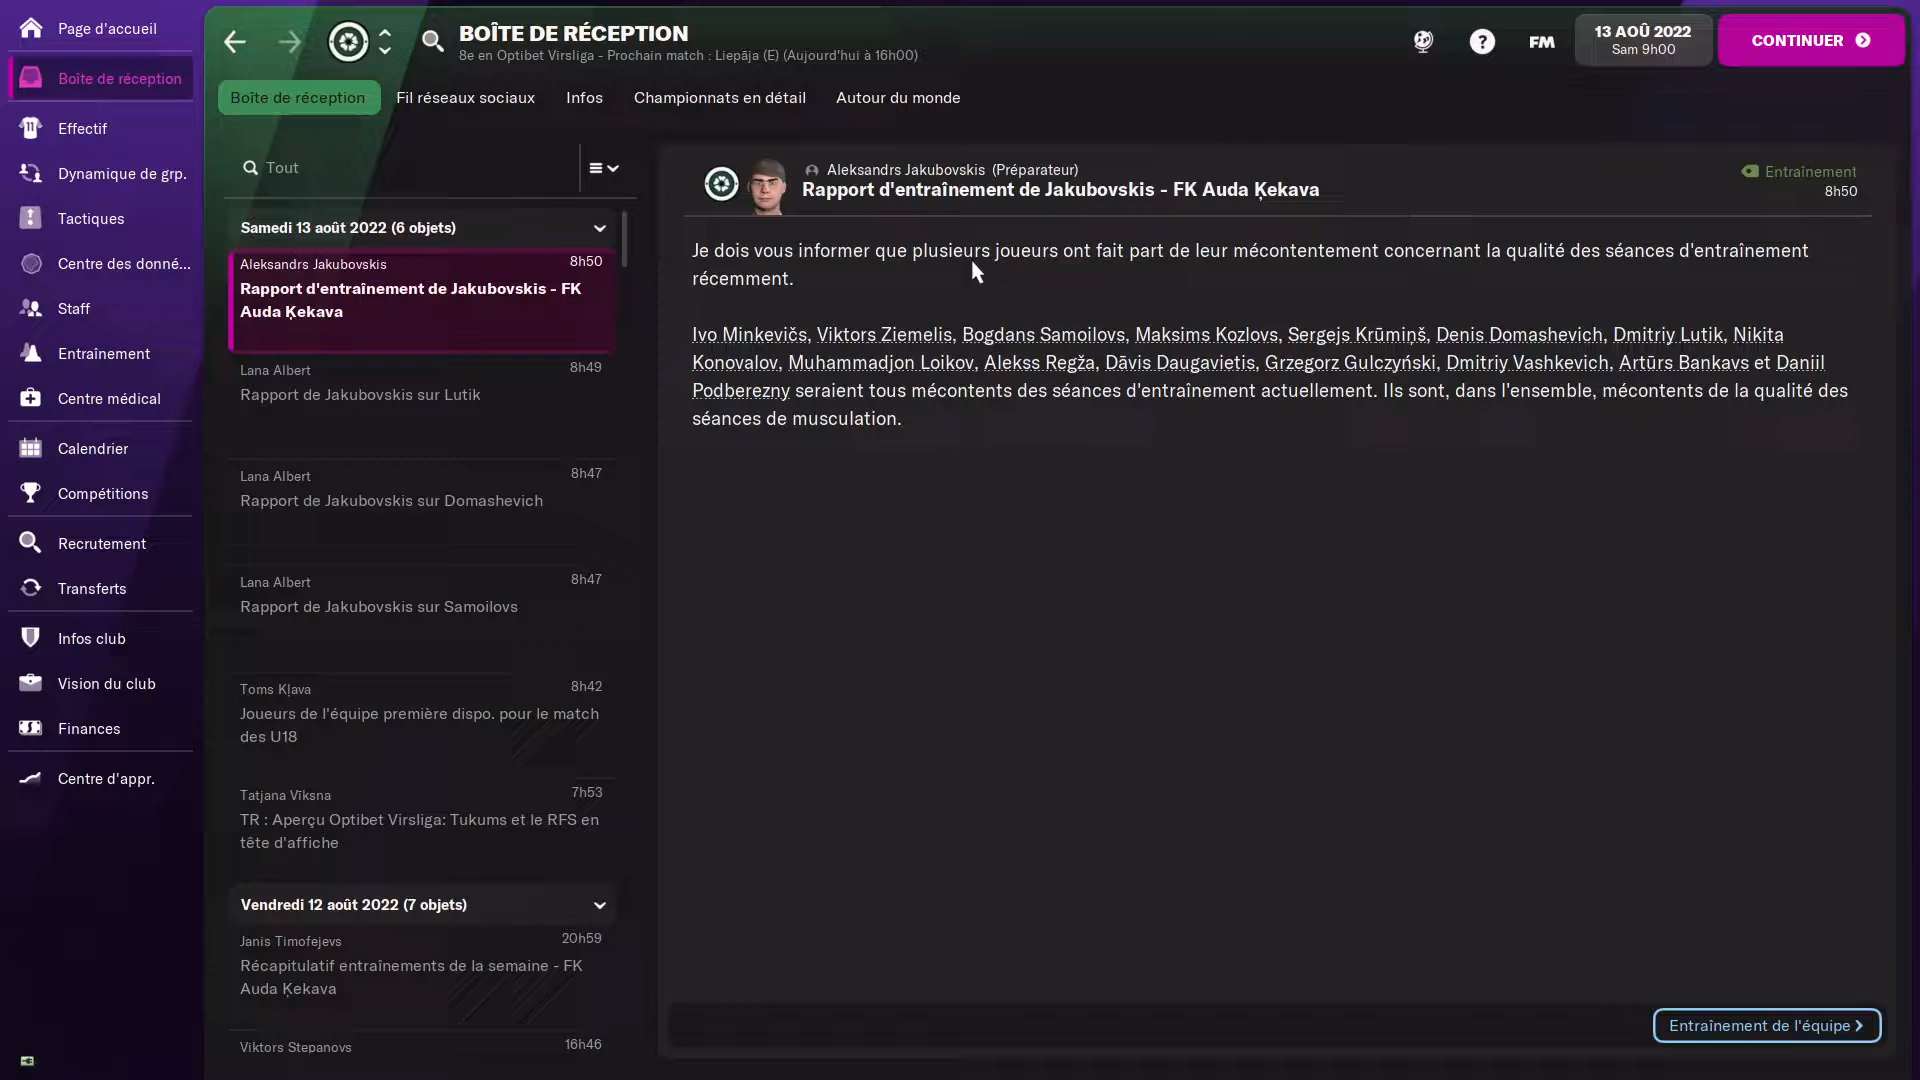 Page d'accueil
Boîte de réception
Effectif
Dynamique de grp.
Tactiques
Centre des donné...
Staff
Entraînement
Centre médical
Calendrier
Compétitions
Recrutement
Transferts
Infos club
Vision du club
Finances
Centre d'appr.
BOÎTE DE RÉCEPTION
8e en Optibet Virsliga - Prochain match : Liepāja (E) (Aujourd'hui à 16h00)
FM
13 AOÛ 2022
Sam 9h00
CONTINUER
Boîte de réception
Fil réseaux sociaux
Infos
Championnats en détail
Autour du monde
Tout
Samedi 13 août 2022 (6 objets)
Aleksandrs Jakubovskis 8h50
Rapport d'entraînement de Jakubovskis - FK
Auda Ķekava
Lana Albert 8h49
Rapport de Jakubovskis sur Lutik
Lana Albert 8h47
Rapport de Jakubovskis sur Domashevich
Lana Albert 8h47
Rapport de Jakubovskis sur Samoilovs
Toms Kļava 8h42
Joueurs de l'équipe première dispo. pour le match
des U18
Tatjana Vīksna 7h53
TR : Aperçu Optibet Virsliga: Tukums et le RFS en
tête d'affiche
Vendredi 12 août 2022 (7 objets)
Janis Timofejevs 20h59
Récapitulatif entraînements de la semaine - FK
Auda Ķekava
Viktors Stepanovs 16h46
Aleksandrs Jakubovskis (Préparateur)
Rapport d'entraînement de Jakubovskis - FK Auda Ķekava
Entraînement
8h50
Je dois vous informer que plusieurs joueurs ont fait part de leur mécontentement concernant la qualité des séances d'entraînement
récemment.
Ivo Minkevičs, Viktors Ziemelis, Bogdans Samoilovs, Maksims Kozlovs, Sergejs Krūmiņš, Denis Domashevich, Dmitriy Lutik, Nikita
Konovalov, Muhammadjon Loikov, Alekss Regža, Dāvis Daugavietis, Grzegorz Gulczyński, Dmitriy Vashkevich, Artūrs Bankavs et Daniil
Podberezny seraient tous mécontents des séances d'entraînement actuellement. Ils sont, dans l'ensemble, mécontents de la qualité des
séances de musculation.
Entraînement de l'équipe